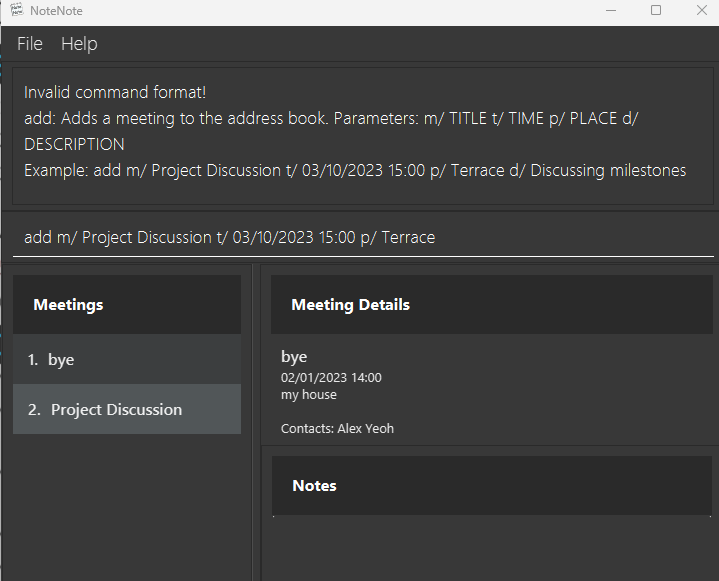 NoteNote
File Help
Invalid command format!
add: Adds a meeting to the address book. Parameters: m/ TITLE t/ TIME p/ PLACE d/
DESCRIPTION
Example: add m/ Project Discussion t/ 03/10/2023 15:00 p/ Terrace d/ Discussing milestones
add m/ Project Discussion t/ 03/10/2023 15:00 p/ Terrace
Meetings
1. bye
2. Project Discussion
Meeting Details
bye
02/01/2023 14:00
my house
Contacts: Alex Yeoh
Notes